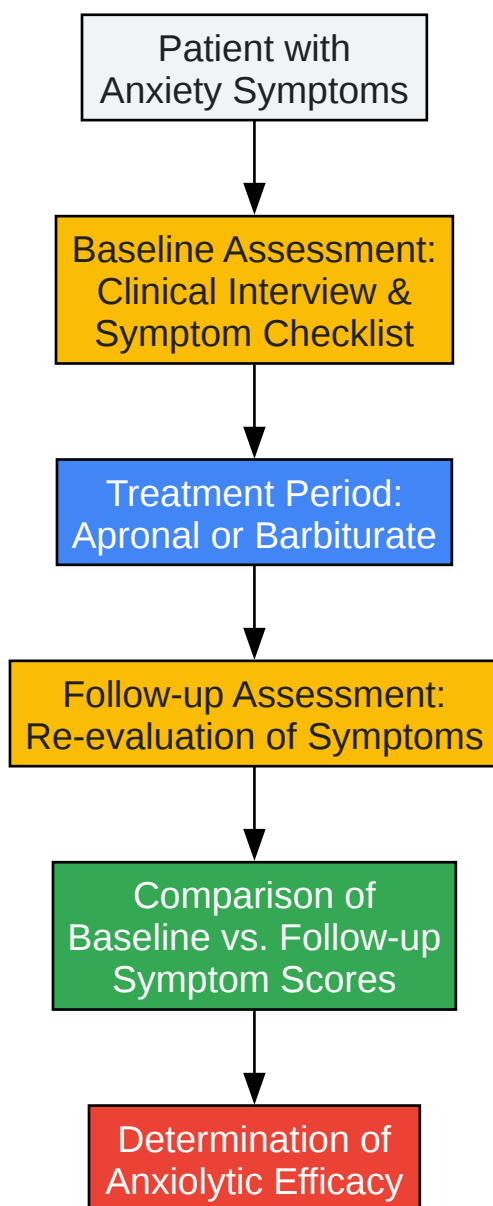 Patient with
Anxiety Symptoms
Baseline Assessment:
Clinical Interview &
Symptom Checklist
Treatment Period:
Apronal or Barbiturate
Follow-up Assessment:
Re-evaluation of Symptoms
Comparison of
Baseline vs. Follow-up
Symptom Scores
Determination of
Anxiolytic Efficacy